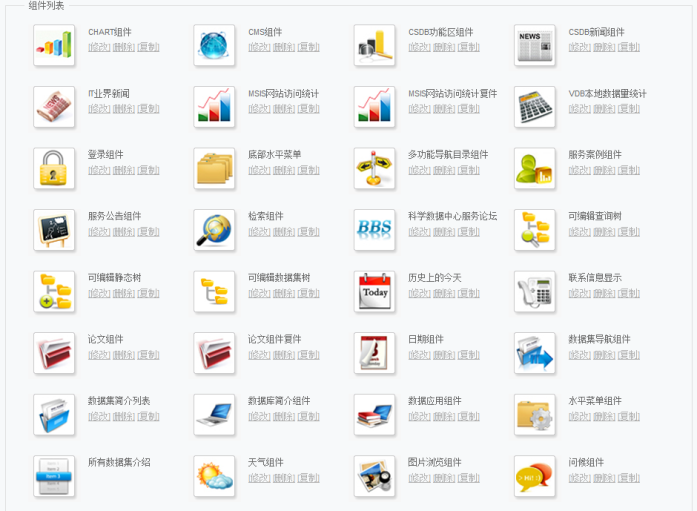 组件列表
CHART组件 CMS组件 CSDB功能区组件 CSDB新闻组件
[修改] [删除] [复制] [修改] [删除] [复制] [修改] [删除] [复制] [修改] [删除] [复制]
NEWS
IT业界新闻 MSIS网站访问统计 MSIS网站访问统计复件 VDB本地数据量统计
[修改] [删除] [复制] [修改] [删除] [复制] [修改] [删除] [复制] [修改] [删除] [复制]
登录组件 底部水平菜单 多功能导航目录组件 服务案例组件
[修改] [删除] [复制] [修改] [删除] [复制] [修改] [删除] [复制] [修改] [删除] [复制]
服务公告组件 检索组件 科学数据中心服务论坛 可编辑查询树
[修改] [删除] [复制] [修改] [删除] [复制] [修改] [删除] [复制] [修改] [删除] [复制]
BBS
可编辑静态树 可编辑数据集树 历史上的今天 联系信息显示
[修改] [删除] [复制] [修改] [删除] [复制] [修改] [删除] [复制] [修改] [删除] [复制]
Today
论文组件 论文组件复件 日期组件 数据集导航组件
[修改] [删除] [复制] [修改] [删除] [复制] [修改] [删除] [复制] [修改] [删除] [复制]
数据集简介列表 数据库简介组件 数据应用组件 水平菜单组件
[修改] [删除] [复制] [修改] [删除] [复制] [修改] [删除] [复制] [修改] [删除] [复制]
所有数据集介绍 天气组件 图片浏览组件 问候组件
[修改] [删除] [复制] [修改] [删除] [复制] [修改] [删除] [复制]
Item 2
Item 3
Hi!